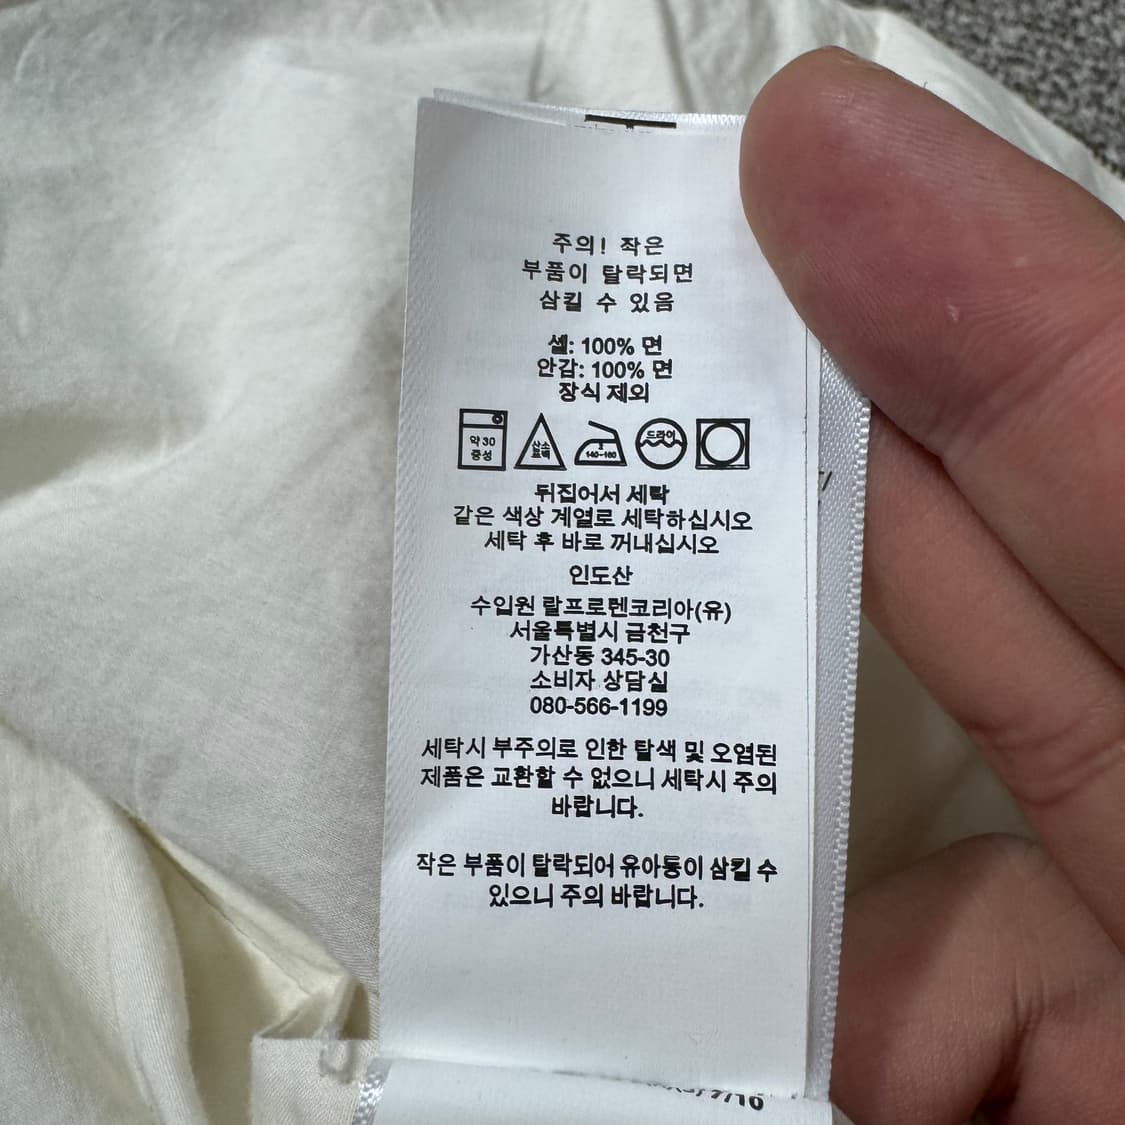 주의! 작은
부품이 탈락되면
삼킬 수 있음
셸: 100% 면
안감: 100% 면
장식 제외
약 30
중성
산소
표백
140~160
드라이
뒤집어서 세탁
같은 색상 계열로 세탁하십시오
세탁 후 바로 꺼내십시오
인도산
수입원 랄프로렌코리아(유)
서울특별시 금천구
가산동 345-30
소비자 상담실
080-566-1199
세탁시 부주의로 인한 탈색 및 오염된
제품은 교환할 수 없으니 세탁시 주의
바랍니다.
작은 부품이 탈락되어 유아동이 삼킬 수
있으니 주의 바랍니다.